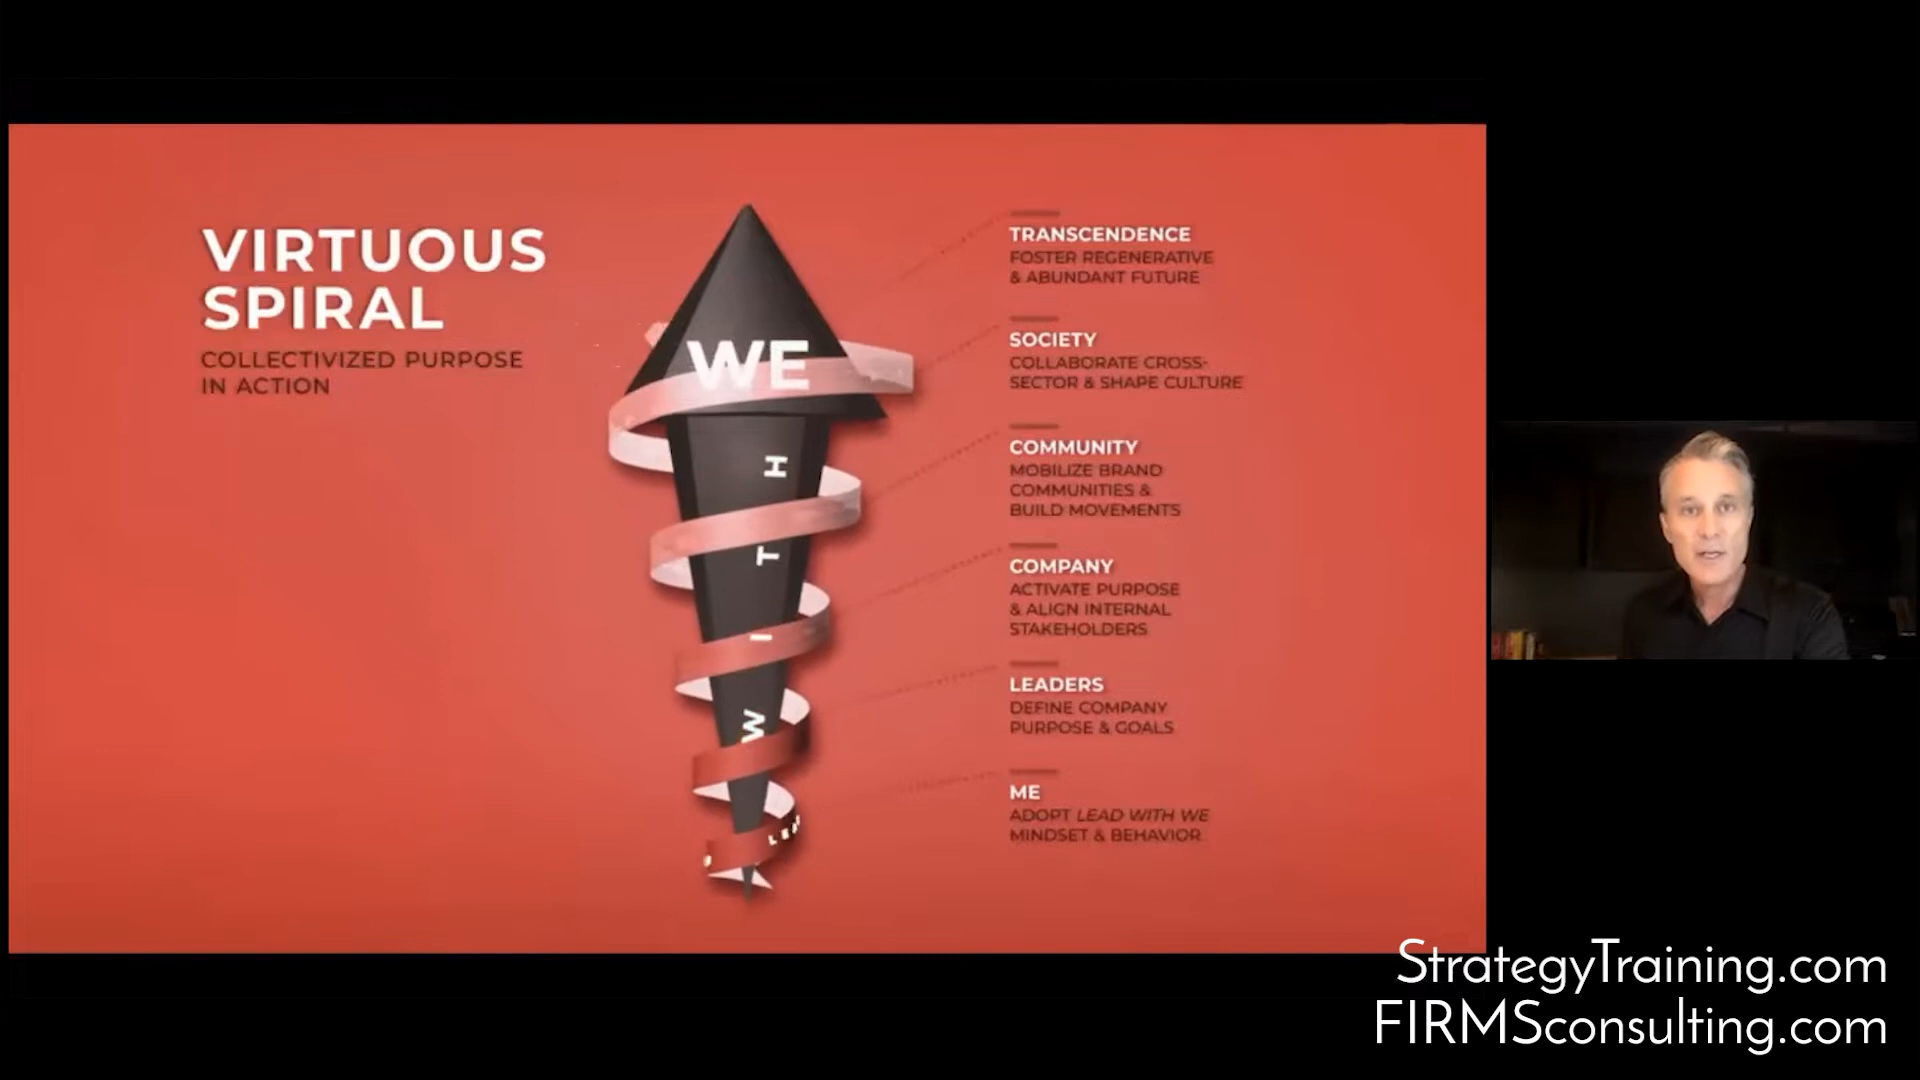 VIRTUOUS
SPIRAL
COLLECTIVIZED PURPOSE
IN ACTION
WE
H
T
I
W
TRANSCENDENCE
FOSTER REGENERATIVE
& ABUNDANT FUTURE
SOCIETY
COLLABORATE CROSS-
SECTOR & SHAPE CULTURE
COMMUNITY
MOBILIZE BRAND
COMMUNITIES &
BUILD MOVEMENTS
COMPANY
ACTIVATE PURPOSE
& ALIGN INTERNAL
STAKEHOLDERS
LEADERS
DEFINE COMPANY
PURPOSE & GOALS
ME
ADOPT LEAD WITH WE
MINDSET & BEHAVIOR
StrategyTraining.com
FIRMSconsulting.com